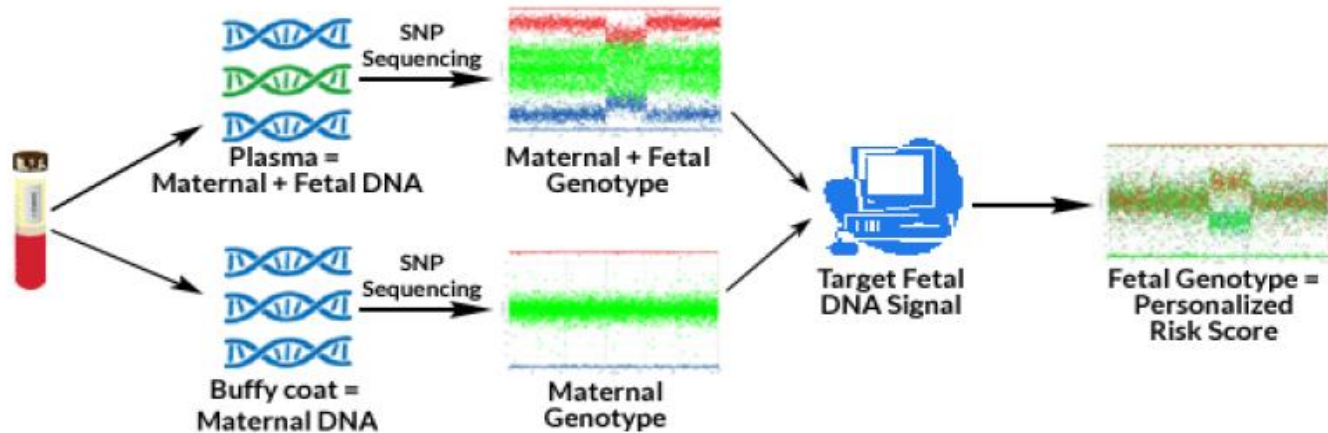 SNP
Sequencing
Plasma =
Maternal + Fetal DNA
Maternal + Fetal
Genotype
SNP
Sequencing
Buffy coat =
Maternal DNA
Maternal
Genotype
Target Fetal
DNA Signal
Fetal Genotype =
Personalized
Risk Score